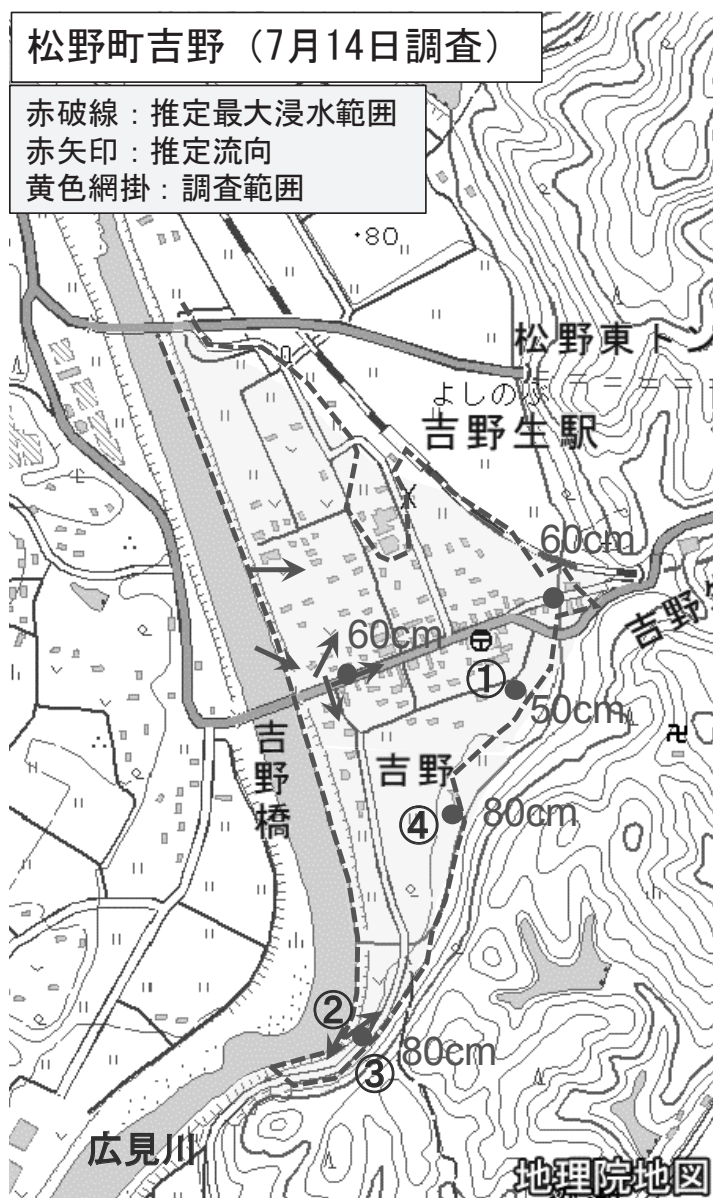 松野町吉野（7月14日調査）
赤破線：推定最大浸水範囲
赤矢印：推定流向
黄色網掛：調査範囲
・80
松野東トン
よしのぶ
吉野生駅
60cm
吉野
60cm
①
50cm
吉野橋
吉野
④
80cm
②
80cm
③
広見川
地理院地図